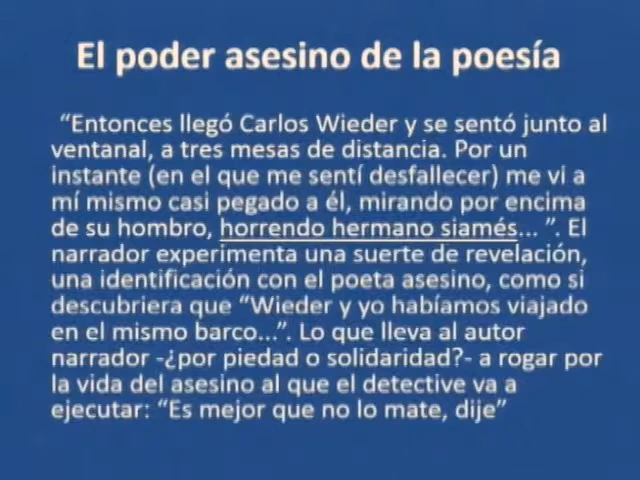 El poder asesino de la poesía
“Entonces llegó Carlos Wieder y se sentó junto al
ventanal, a tres mesas de distancia. Por un
instante (en el que me sentí desfallecer) me vi a
mí mismo casi pegado a él, mirando por encima
de su hombro, horrendo hermano siamés... ”. El
narrador experimenta una suerte de revelación,
una identificación con el poeta asesino, como si
descubriera que “Wieder y yo habíamos viajado
en el mismo barco...”. Lo que lleva al autor
narrador -¿por piedad o solidaridad?- a rogar por
la vida del asesino al que el detective va a
ejecutar: “Es mejor que no lo mate, dije”